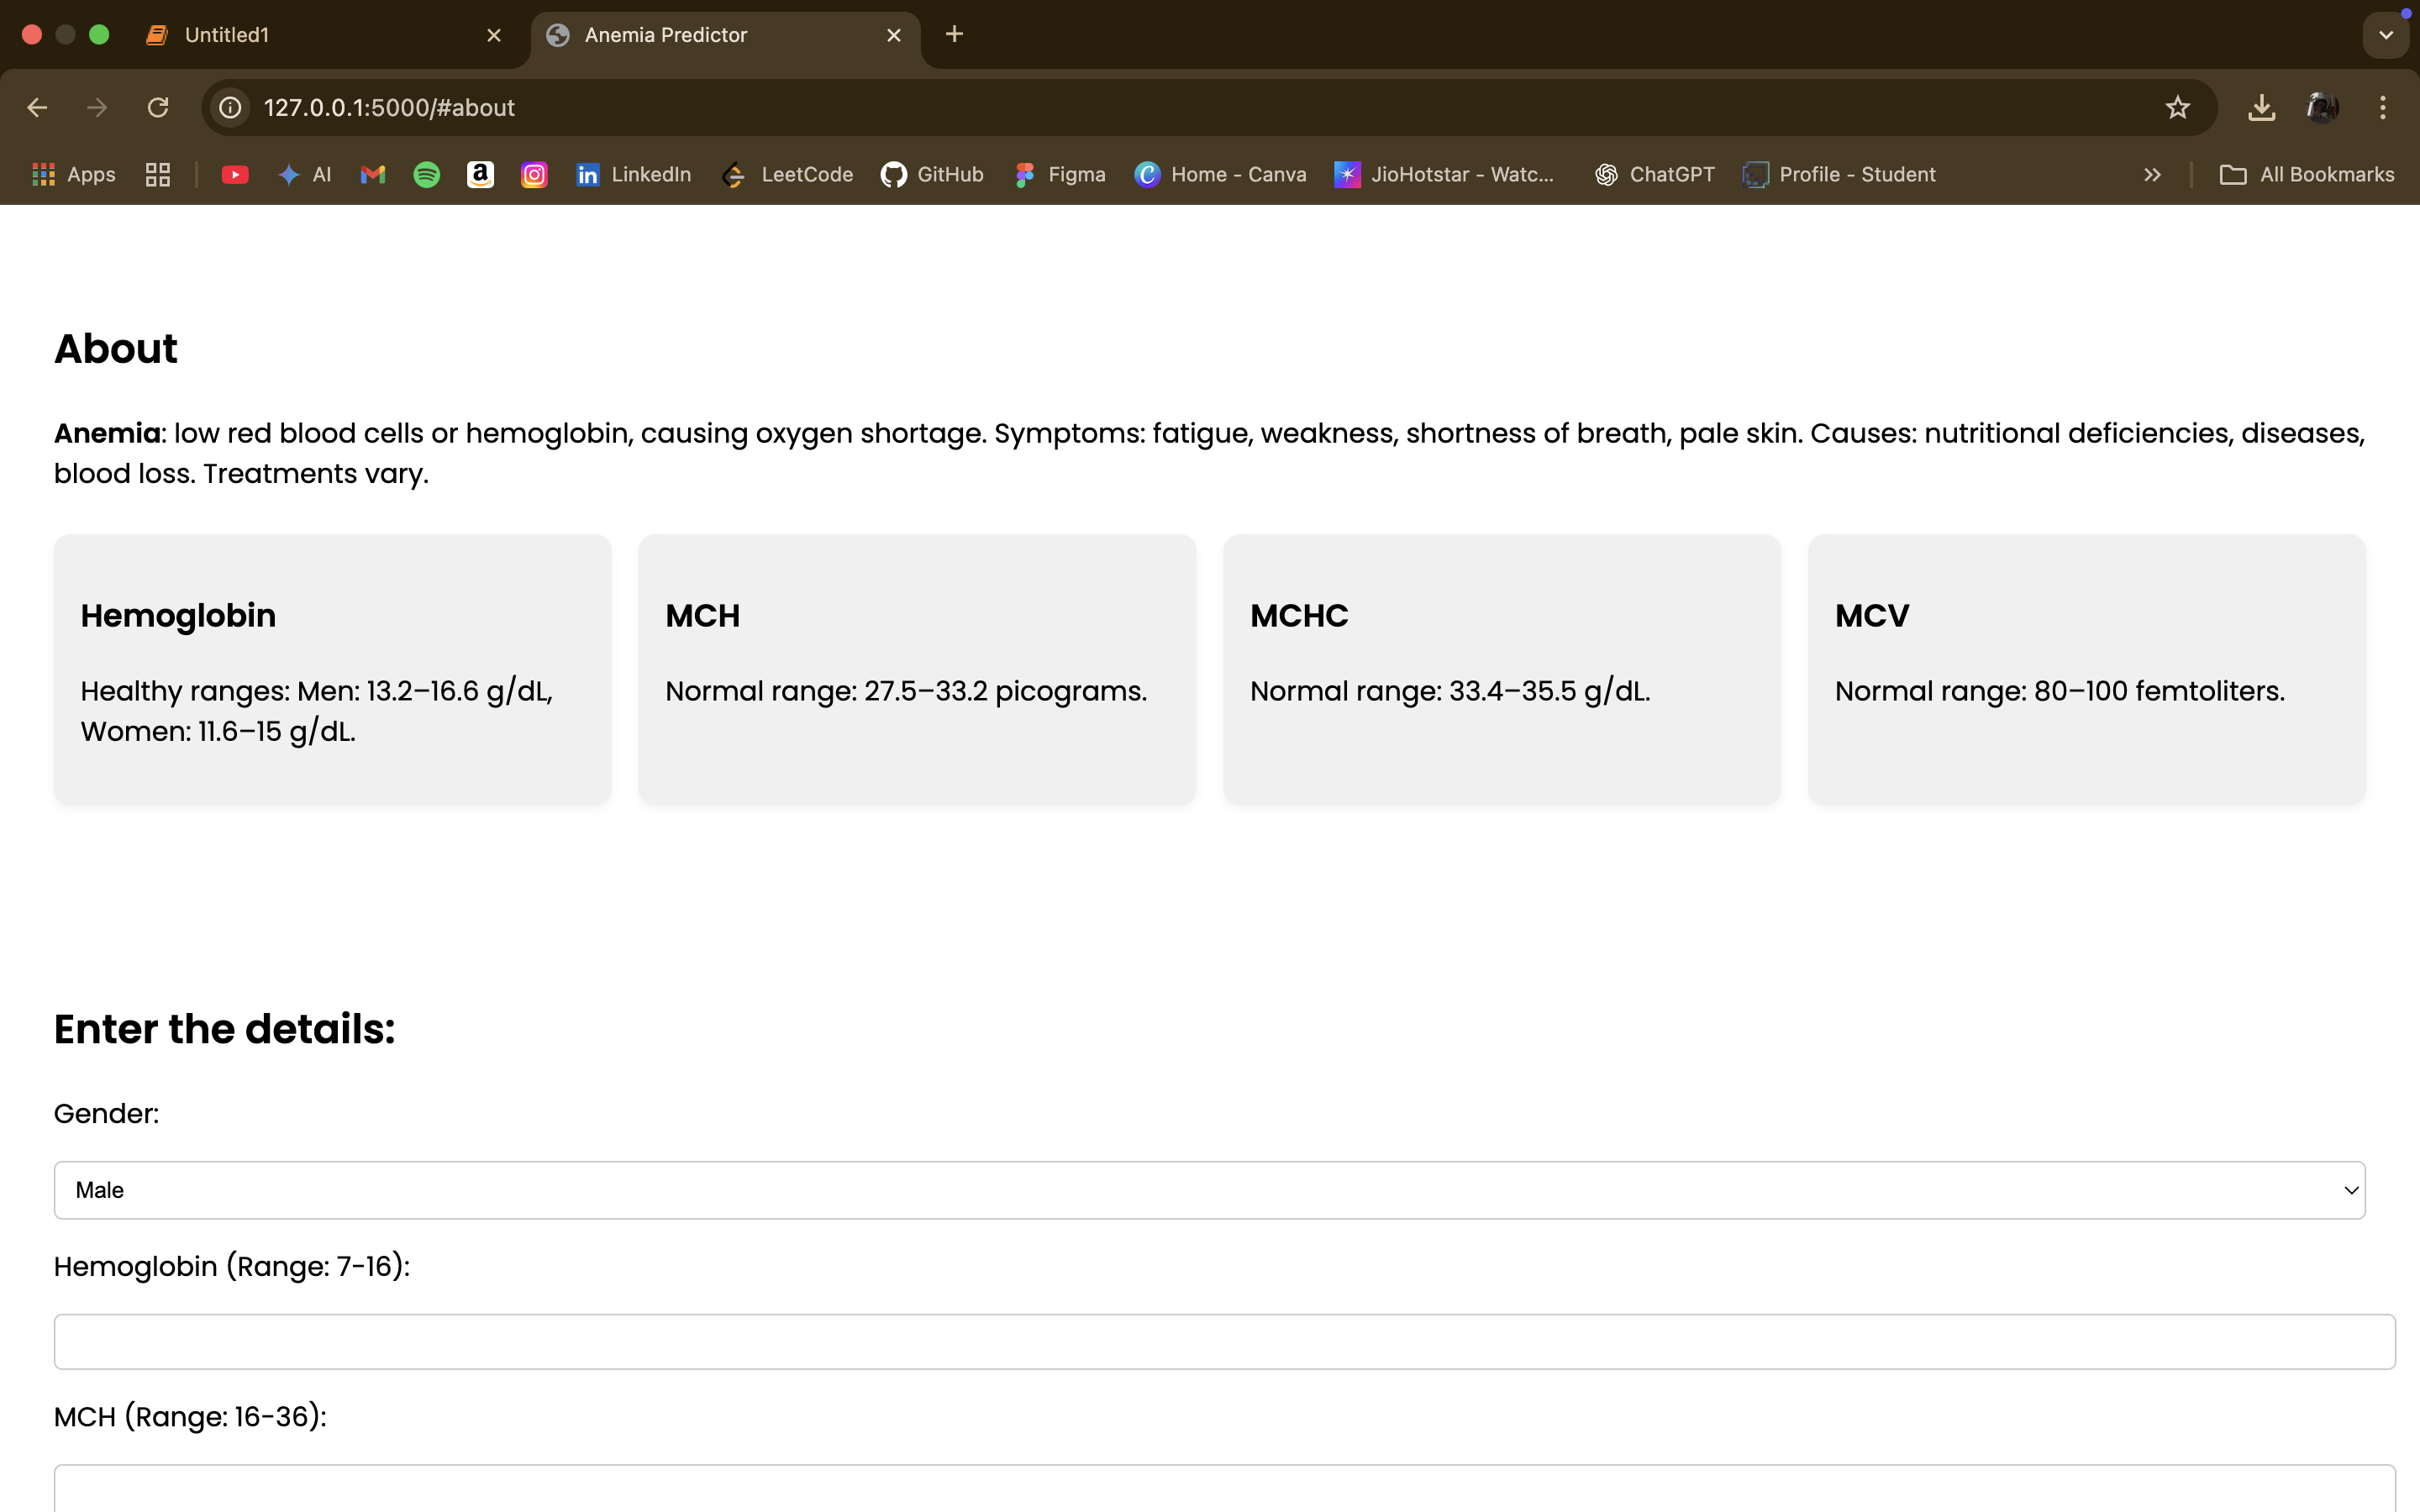 Untitled1
Anemia Predictor
127.0.0.1:5000/#about
Apps AI LinkedIn LeetCode GitHub Figma Home - Canva JioHotstar - Watc... ChatGPT Profile - Student All Bookmarks
About
Anemia: low red blood cells or hemoglobin, causing oxygen shortage. Symptoms: fatigue, weakness, shortness of breath, pale skin. Causes: nutritional deficiencies, diseases,
blood loss. Treatments vary.
Hemoglobin
Healthy ranges: Men: 13.2–16.6 g/dL,
Women: 11.6–15 g/dL.
MCH
Normal range: 27.5–33.2 picograms.
MCHC
Normal range: 33.4–35.5 g/dL.
MCV
Normal range: 80–100 femtoliters.
Enter the details:
Gender:
Male
Hemoglobin (Range: 7-16):
MCH (Range: 16-36):